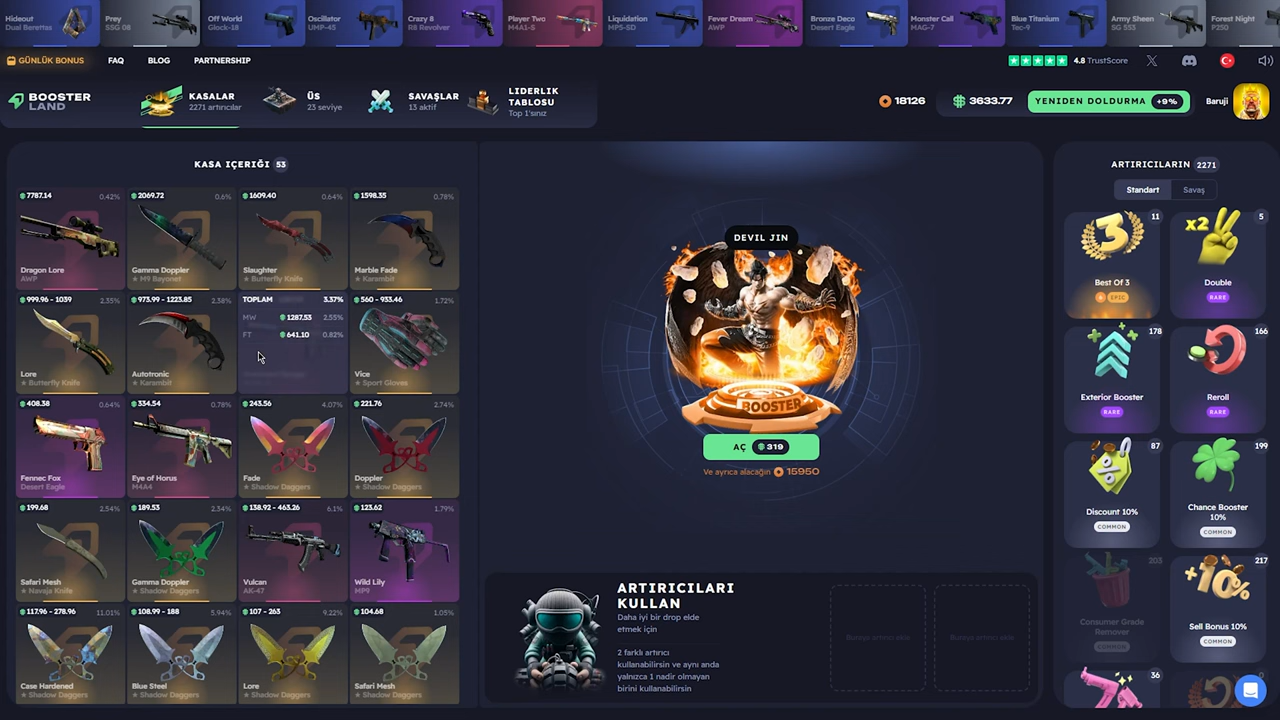 Hideout
Dual Berettas
Prey
SSG 08
Off World
Glock-18
Oscillator
UMP-45
Crazy 8
R8 Revolver
Player Two
M4A1-S
Liquidation
MP5-SD
Fever Dream
AWP
Bronze Deco
Desert Eagle
Monster Call
MAG-7
Blue Titanium
Tec-9
Army Sheen
SG 553
Forest Night
P250
GÜNLÜK BONUS
FAQ
BLOG
PARTNERSHIP
4.8 TrustScore
BOOSTER
LAND
KASALAR
2271 artırıcılar
ÜS
23 seviye
SAVAŞLAR
13 aktif
LIDERLIK
TABLOSU
Top 1'sınız
18126
3633.77
YENIDEN DOLDURMA +9%
Baruji
KASA IÇERIĞI 53
7787.14 0.42%
Dragon Lore
AWP
2069.72 0.6%
Gamma Doppler
★ M9 Bayonet
1609.40 0.64%
Slaughter
★ Butterfly Knife
1598.35 0.78%
Marble Fade
★ Karambit
999.96 - 1039 2.35%
Lore
★ Butterfly Knife
973.99 - 1223.85 2.38%
Autotronic
★ Karambit
TOPLAM 3.37%
MW 1287.53 2.55%
FT 641.10 0.82%
560 - 933.46 1.72%
Vice
★ Sport Gloves
408.35 0.64%
Fennec Fox
Desert Eagle
334.54 0.78%
Eye of Horus
M4A4
243.56 4.07%
Fade
★ Shadow Daggers
221.76 2.74%
Doppler
★ Shadow Daggers
199.68 2.54%
Safari Mesh
★ Navaja Knife
189.53 2.34%
Gamma Doppler
★ Shadow Daggers
138.92 - 463.26 6.1%
Vulcan
AK-47
123.62 1.79%
Wild Lily
MP9
117.96 - 278.96 11.01%
Case Hardened
★ Shadow Daggers
108.99 - 188 5.94%
Blue Steel
★ Shadow Daggers
107 - 263 9.22%
Lore
★ Shadow Daggers
104.68 1.05%
Safari Mesh
★ Shadow Daggers
DEVIL JIN
BOOSTER
AÇ 319
Ve ayrıca alacağın 15950
ARTIRICILARI
KULLAN
Daha iyi bir drop elde
etmek için
2 farklı artırıcı
kullanabilirsin ve aynı anda
yalnızca 1 nadir olmayan
birini kullanabilirsin
Buraya artırıcı ekle
Buraya artırıcı ekle
ARTIRICILARIN 2271
Standart
Savaş
11
Best Of 3
EPIC
x2
5
Double
RARE
178
Exterior Booster
RARE
166
Reroll
RARE
87
Discount 10%
COMMON
199
Chance Booster
10%
COMMON
203
Consumer Grade
Remover
COMMON
+10%
217
Sell Bonus 10%
COMMON
36